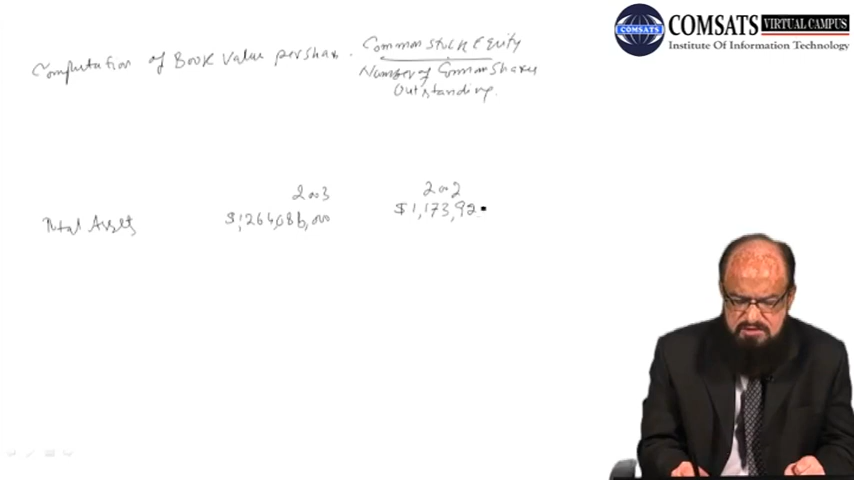 COMSATS VIRTUAL CAMPUS
Institute Of Information Technology
Computation of Book Value per share. Common Stock Equity
Number of Common Shares
Outstanding.
2003 2002
Total Assets $1,264,086,000 $1,173,92